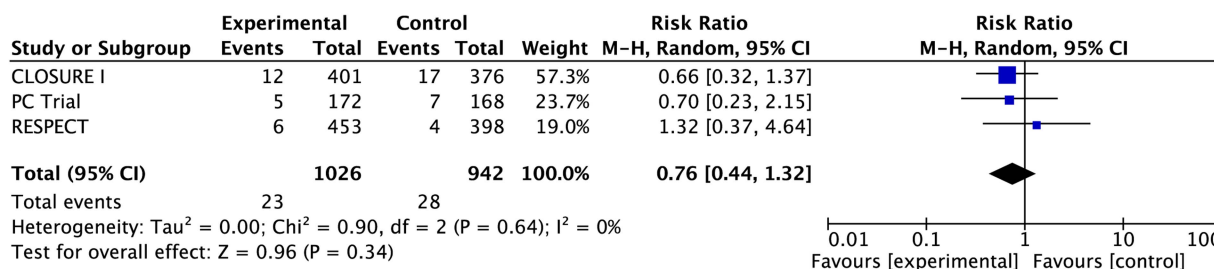 Experimental Control Risk Ratio Risk Ratio
Study or Subgroup Events Total Events Total Weight M-H, Random, 95% CI M-H, Random, 95% CI
CLOSURE I 12 401 17 376 57.3% 0.66 [0.32, 1.37]
PC Trial 5 172 7 168 23.7% 0.70 [0.23, 2.15]
RESPECT 6 453 4 398 19.0% 1.32 [0.37, 4.64]
Total (95% CI) 1026 942 100.0% 0.76 [0.44, 1.32]
Total events 23 28
Heterogeneity: Tau² = 0.00; Chi² = 0.90, df = 2 (P = 0.64); I² = 0%
Test for overall effect: Z = 0.96 (P = 0.34)
0.01 0.1 1 10 100
Favours [experimental] Favours [control]